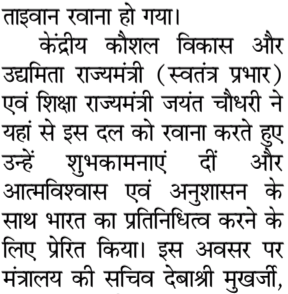 ताइवान रवाना हो गया।
केंद्रीय कौशल विकास और
उद्यमिता राज्यमंत्री (स्वतंत्र प्रभार)
एवं शिक्षा राज्यमंत्री जयंत चौधरी ने
यहां से इस दल को रवाना करते हुए
उन्हें शुभकामनाएं दीं और
आत्मविश्वास एवं अनुशासन के
साथ भारत का प्रतिनिधित्व करने के
लिए प्रेरित किया। इस अवसर पर
मंत्रालय की सचिव देबाश्री मुखर्जी,